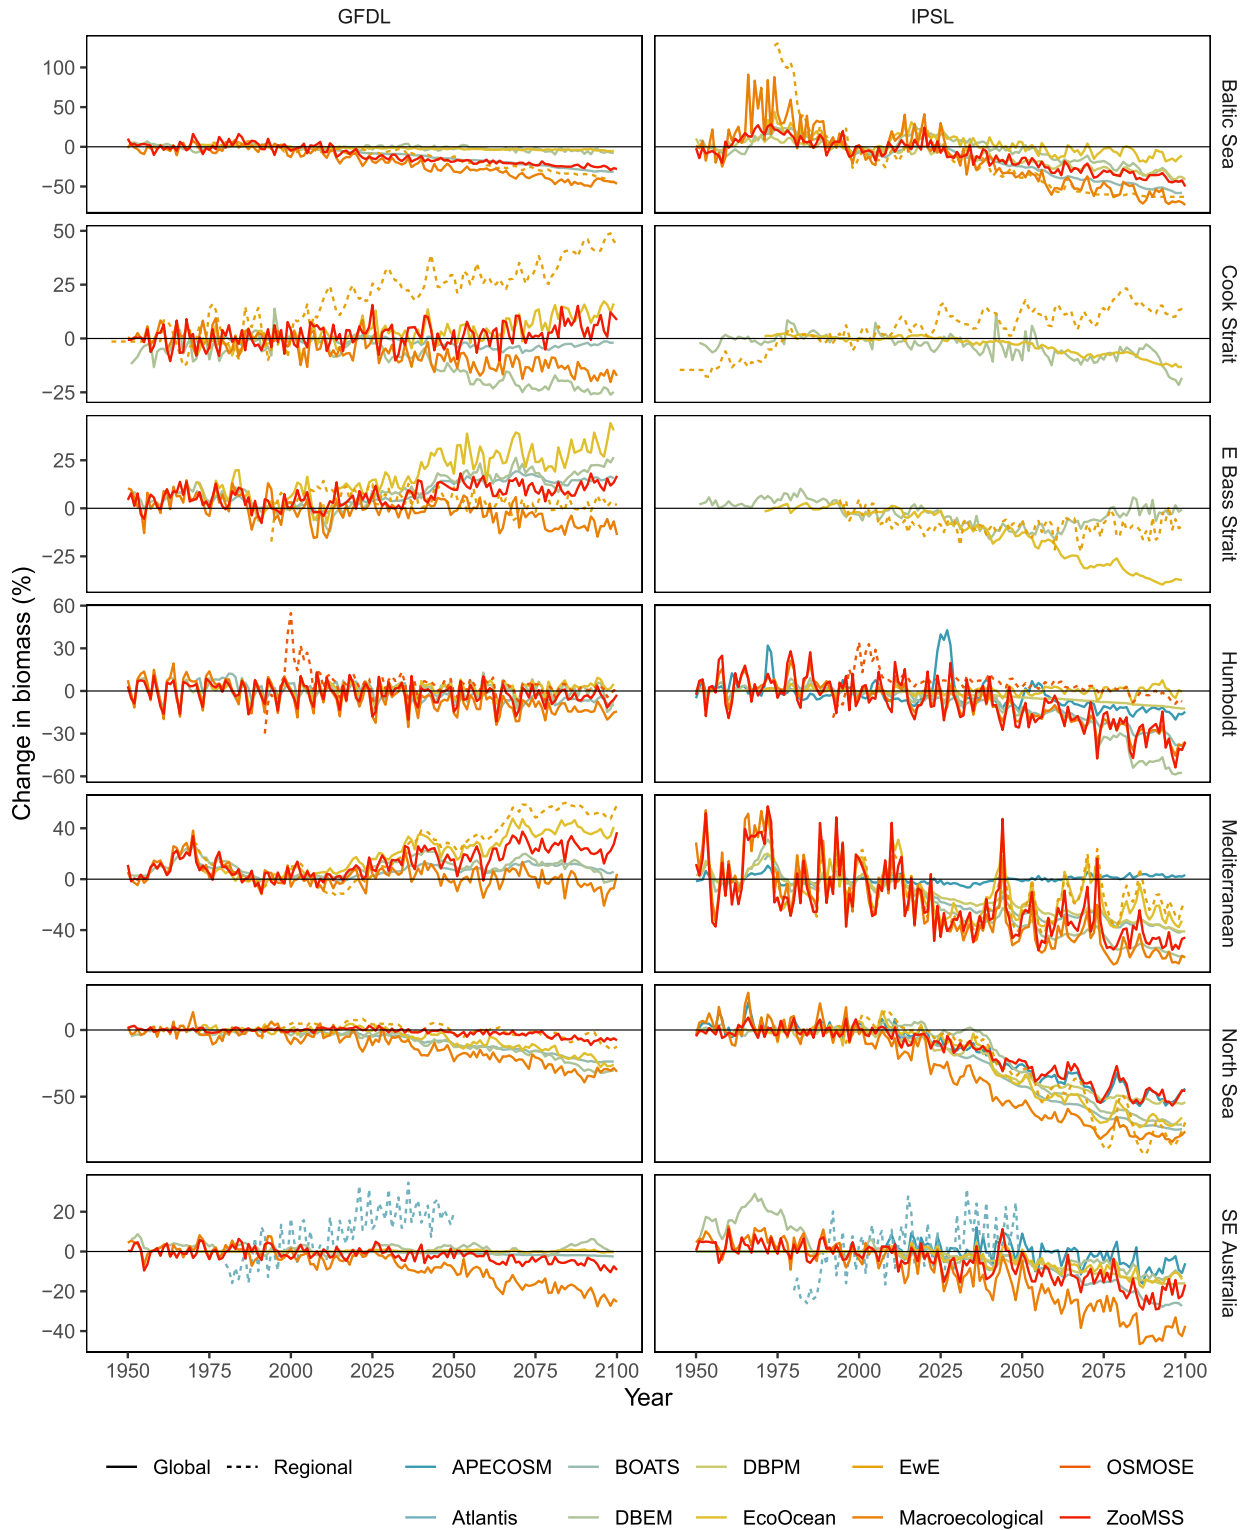 GFDL
IPSL
Change in biomass (%)
100
50
0
−50
Baltic Sea
50
25
0
−25
Cook Strait
25
0
−25
E Bass Strait
60
30
0
−30
−60
Humboldt
40
0
−40
Mediterranean
0
−50
North Sea
20
0
−20
−40
SE Australia
1950 1975 2000 2025 2050 2075 2100
1950 1975 2000 2025 2050 2075 2100
Year
Global Regional APECOSM BOATS DBPM EwE OSMOSE
Atlantis DBEM EcoOcean Macroecological ZooMSS